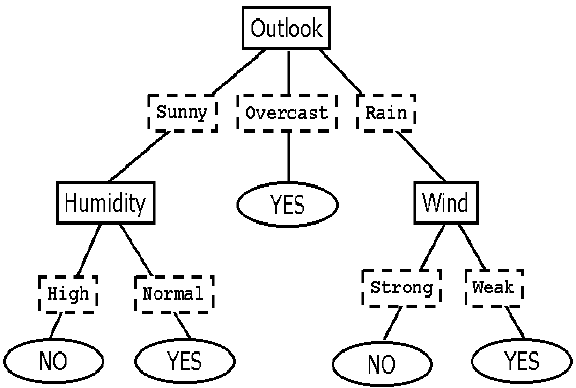 Outlook
Sunny
Overcast
Rain
Humidity
YES
Wind
High
Normal
Strong
Weak
NO
YES
NO
YES